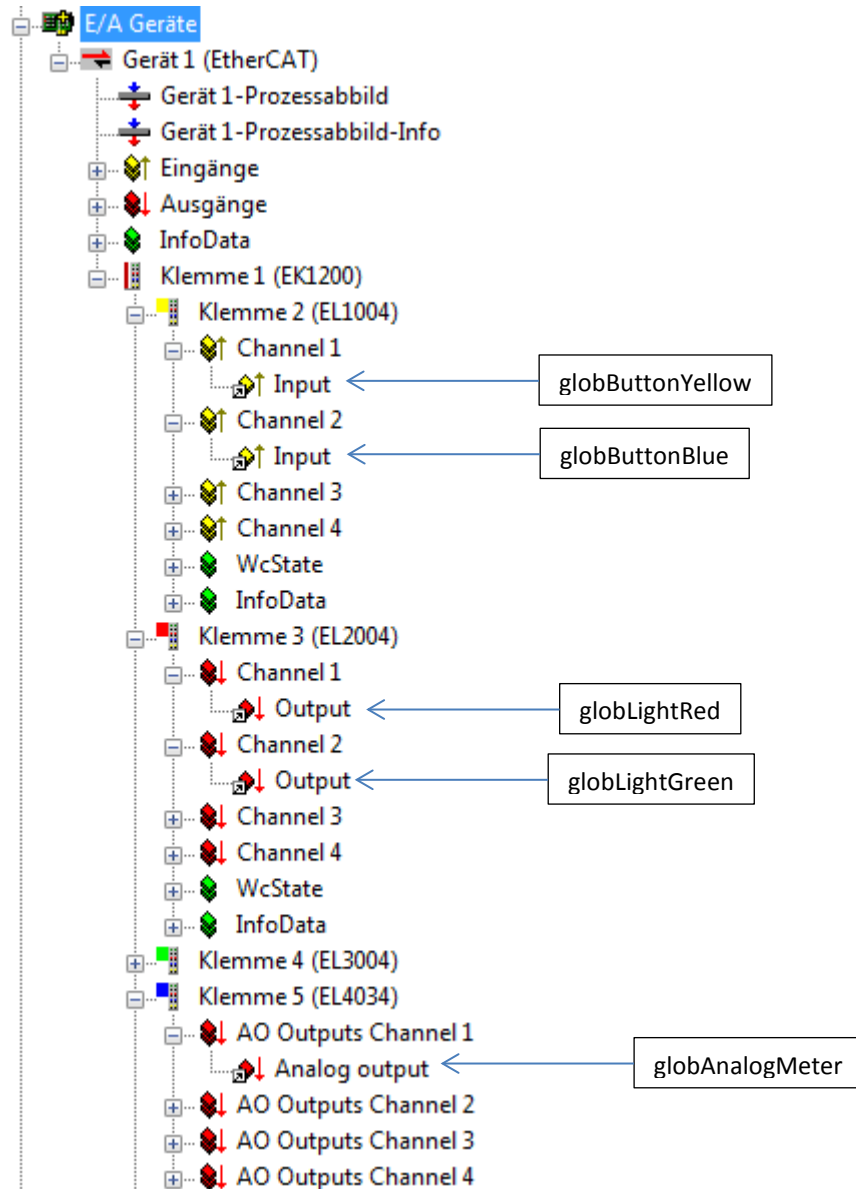 E/A Geräte
Gerät 1 (EtherCAT)
Gerät 1-Prozessabbild
Gerät 1-Prozessabbild-Info
Eingänge
Ausgänge
InfoData
Klemme 1 (EK1200)
Klemme 2 (EL1004)
Channel 1
Input globButtonYellow
Channel 2
Input globButtonBlue
Channel 3
Channel 4
WcState
InfoData
Klemme 3 (EL2004)
Channel 1
Output globLightRed
Channel 2
Output globLightGreen
Channel 3
Channel 4
WcState
InfoData
Klemme 4 (EL3004)
Klemme 5 (EL4034)
AO Outputs Channel 1
Analog output globAnalogMeter
AO Outputs Channel 2
AO Outputs Channel 3
AO Outputs Channel 4